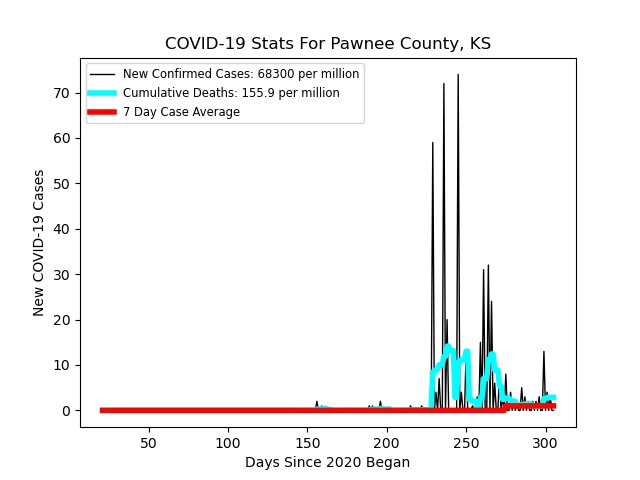 COVID-19 Stats For Pawnee County, KS
New Confirmed Cases: 68300 per million
Cumulative Deaths: 155.9 per million
7 Day Case Average
New COVID-19 Cases
70
60
50
40
30
20
10
0
50 100 150 200 250 300
Days Since 2020 Began